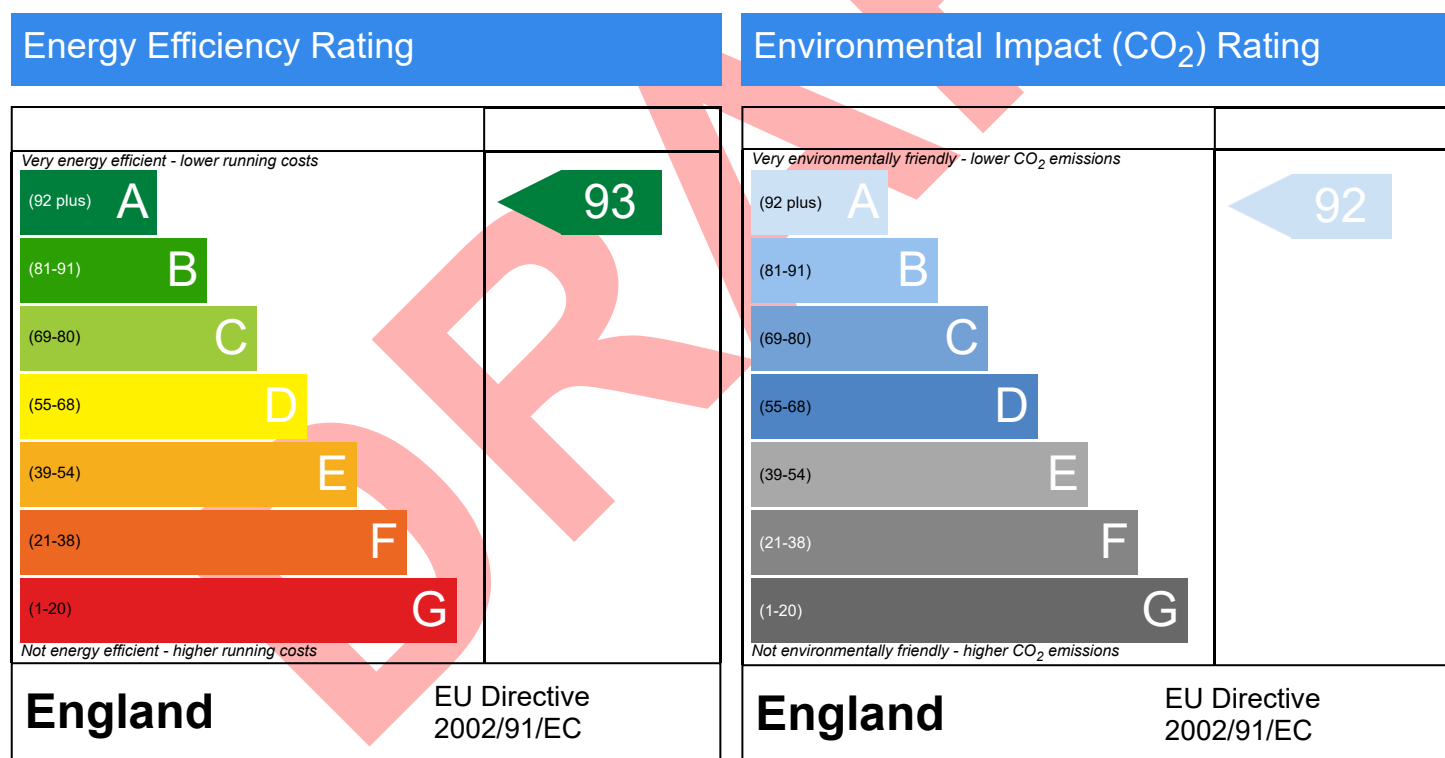 Energy Efficiency Rating
Very energy efficient - lower running costs
(92 plus) A
93
(81-91) B
(69-80) C
(55-68) D
(39-54) E
(21-38) F
(1-20) G
Not energy efficient - higher running costs
England
EU Directive
2002/91/EC
Environmental Impact (CO2) Rating
Very environmentally friendly - lower CO2 emissions
(92 plus) A
92
(81-91) B
(69-80) C
(55-68) D
(39-54) E
(21-38) F
(1-20) G
Not environmentally friendly - higher CO2 emissions
England
EU Directive
2002/91/EC